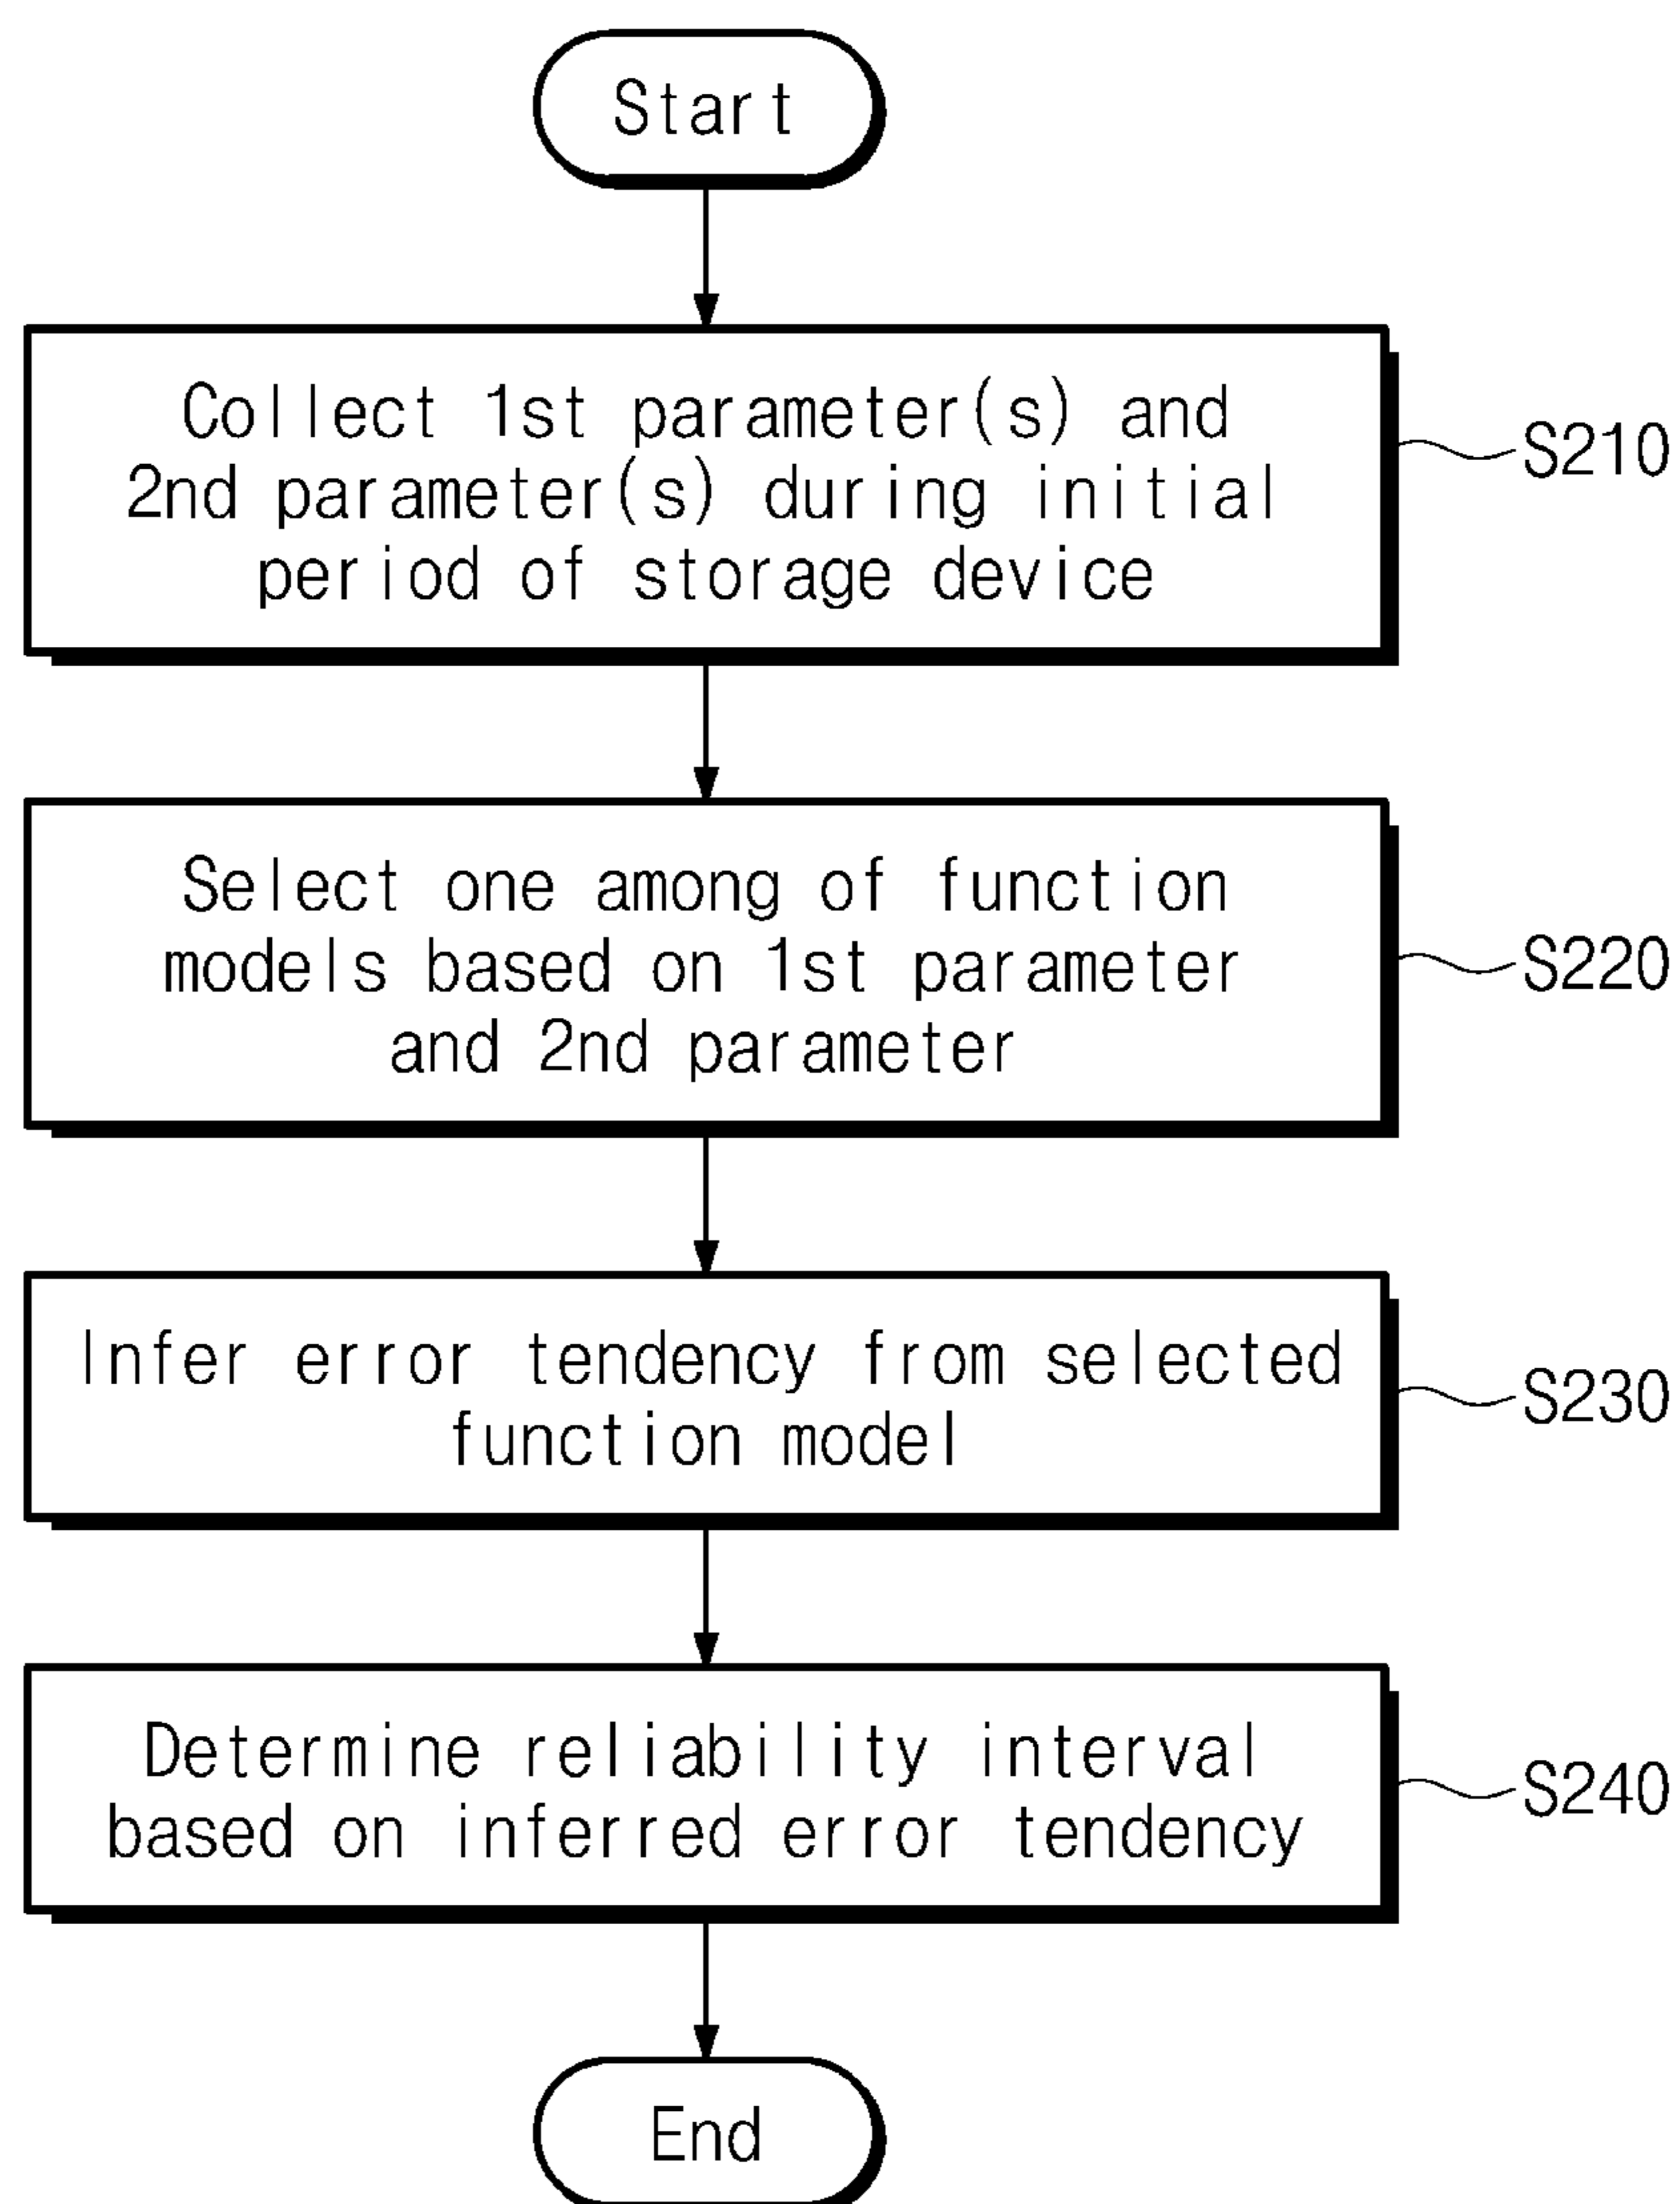 Start
Collect 1st parameter(s) and
2nd parameter(s) during initial
period of storage device
S210
Select one among of function
models based on 1st parameter
and 2nd parameter
S220
Infer error tendency from selected
function model
S230
Determine reliability interval
based on inferred error tendency
S240
End